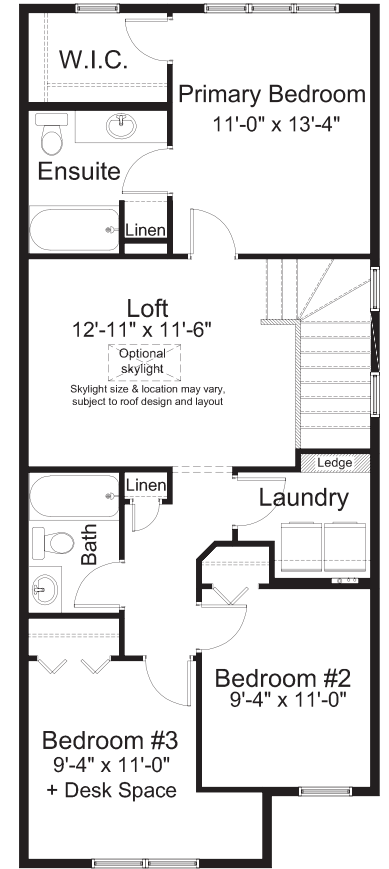 W.I.C.
Primary Bedroom
11'-0" x 13'-4"
Ensuite
Linen
Loft
12'-11" x 11'-6"
Optional
skylight
Skylight size & location may vary,
subject to roof design and layout
Ledge
Linen
Laundry
Bath
Bedroom #2
9'-4" x 11'-0"
Bedroom #3
9'-4" x 11'-0"
+ Desk Space